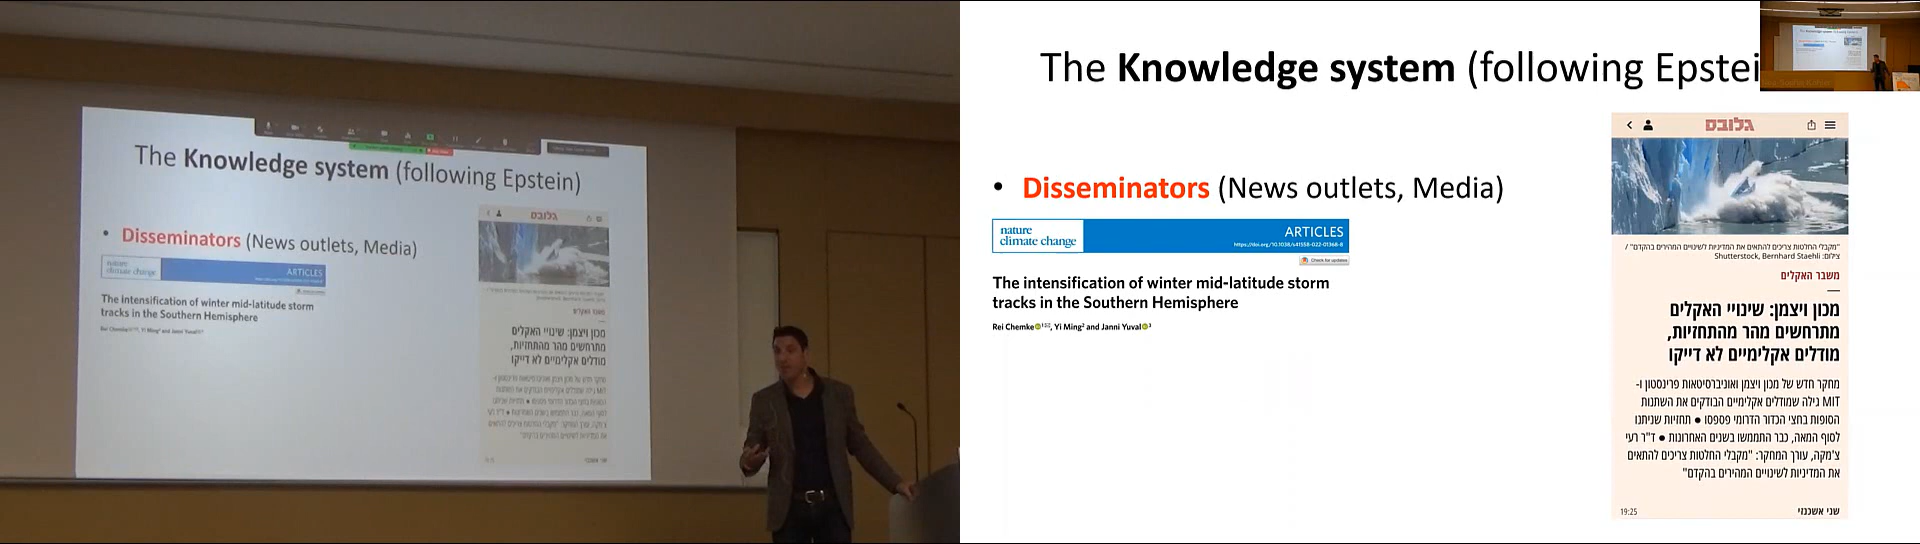 The Knowledge system (following Epstein)
• Disseminators (News outlets, Media)
nature
climate change
ARTICLES
The intensification of winter mid-latitude storm
tracks in the Southern Hemisphere
Rei Chemke, Yi Ming² and Janni Yuval
גלובס
משבר האקלים
מכון ויצמן: שינויי האקלים
מתרחשים מהר מהתחזיות,
מודלים אקלימיים לא דייקו
The Knowledge system (following Epstei
• Disseminators (News outlets, Media)
nature
climate change
ARTICLES
https://doi.org/10.1038/s41558-022-01368-8
Check for updates
The intensification of winter mid-latitude storm
tracks in the Southern Hemisphere
Rei Chemke ¹, Yi Ming² and Janni Yuval ³
גלובס
"מקבלי החלטות צריכים להתאים את המדיניות לשינויים המהירים בהקדם" /
צילום: Shutterstock, Bernhard Staehli
משבר האקלים
מכון ויצמן: שינויי האקלים
מתרחשים מהר מהתחזיות,
מודלים אקלימיים לא דייקו
מחקר חדש של מכון ויצמן ואוניברסיטאות פרינסטון ו-
MIT גילה שמודלים אקלימיים הבודקים את השתנות
הסופות בחצי הכדור הדרומי פספסו ● תחזיות שניתנו
לסוף המאה, כבר התממשו בשנים האחרונות ● ד"ר רעי
צ'מקה, עורך המחקר: "מקבלי החלטות צריכים להתאים
את המדיניות לשינויים המהירים בהקדם"
שני אשכנזי
19:25